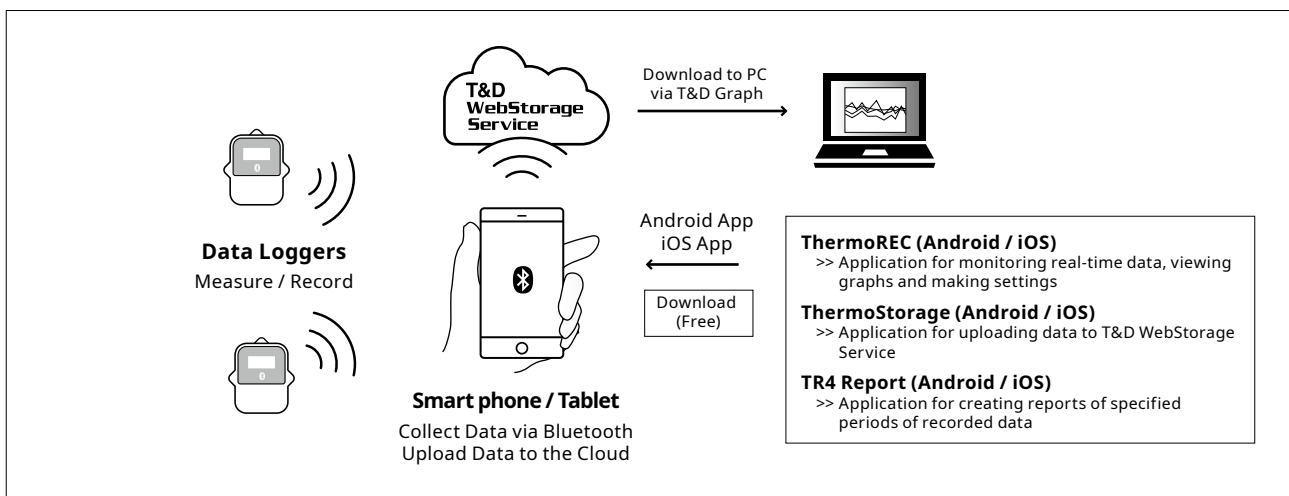 T&D
WebStorage
Service
Download to PC
via T&D Graph
Data Loggers
Measure / Record
Smart phone / Tablet
Collect Data via Bluetooth
Upload Data to the Cloud
Android App
iOS App
Download
(Free)
ThermoREC (Android / iOS)
>> Application for monitoring real-time data, viewing
graphs and making settings
ThermoStorage (Android / iOS)
>> Application for uploading data to T&D WebStorage
Service
TR4 Report (Android / iOS)
>> Application for creating reports of specified
periods of recorded data